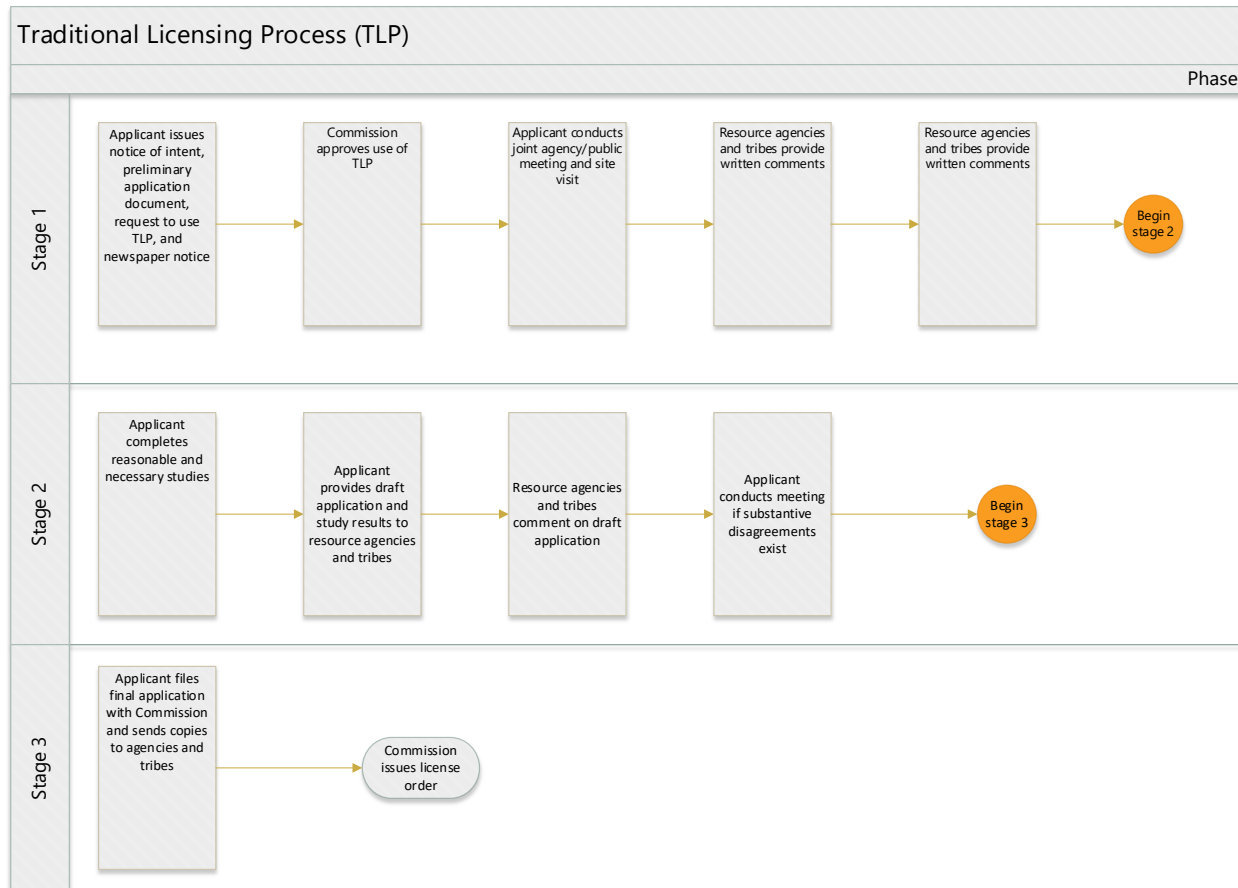 Traditional Licensing Process (TLP)
Phase
Stage 1
Applicant issues
notice of intent,
preliminary
application
document,
request to use
TLP, and
newspaper notice
Commission
approves use of
TLP
Applicant conducts
joint agency/public
meeting and site
visit
Resource agencies
and tribes provide
written comments
Resource agencies
and tribes provide
written comments
Begin
stage 2
Stage 2
Applicant
completes
reasonable and
necessary studies
Applicant
provides draft
application and
study results to
resource agencies
and tribes
Resource agencies
and tribes
comment on draft
application
Applicant
conducts meeting
if substantive
disagreements
exist
Begin
stage 3
Stage 3
Applicant files
final application
with Commission
and sends copies
to agencies and
tribes
Commission
issues license
order